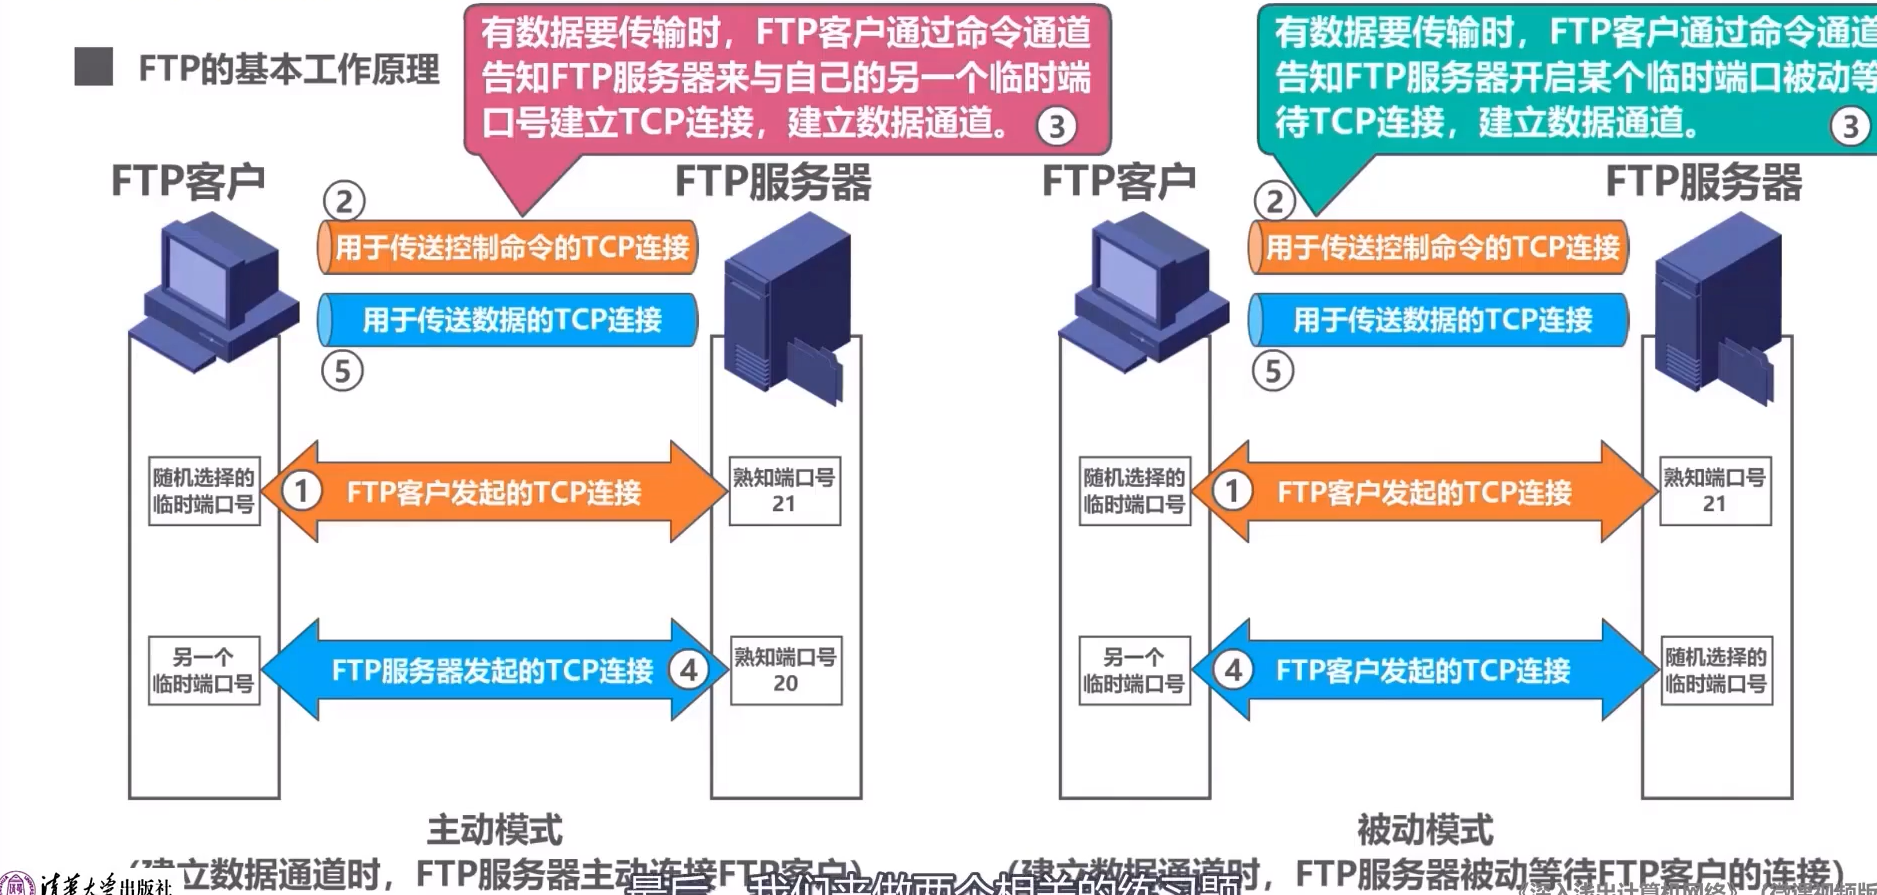 FTP的基本工作原理
有数据要传输时，FTP客户通过命令通道
告知FTP服务器来与自己的另一个临时端
口号建立TCP连接，建立数据通道。 ③
FTP客户
FTP服务器
②
用于传送控制命令的TCP连接
用于传送数据的TCP连接
⑤
随机选择的
临时端口号
① FTP客户发起的TCP连接
熟知端口号
21
另一个
临时端口号
FTP服务器发起的TCP连接 ④
熟知端口号
20
主动模式
(建立数据通道时，FTP服务器主动连接FTP客户)
有数据要传输时，FTP客户通过命令通道
告知FTP服务器开启某个临时端口被动等
待TCP连接，建立数据通道。 ③
FTP客户
FTP服务器
②
用于传送控制命令的TCP连接
用于传送数据的TCP连接
⑤
随机选择的
临时端口号
① FTP客户发起的TCP连接
熟知端口号
21
另一个
临时端口号
④ FTP客户发起的TCP连接
随机选择的
临时端口号
被动模式
(建立数据通道时，FTP服务器被动等待FTP客户的连接)
清华大学出版社
最后，我们来做两个相关的练习题
《深入浅出计算机网络》